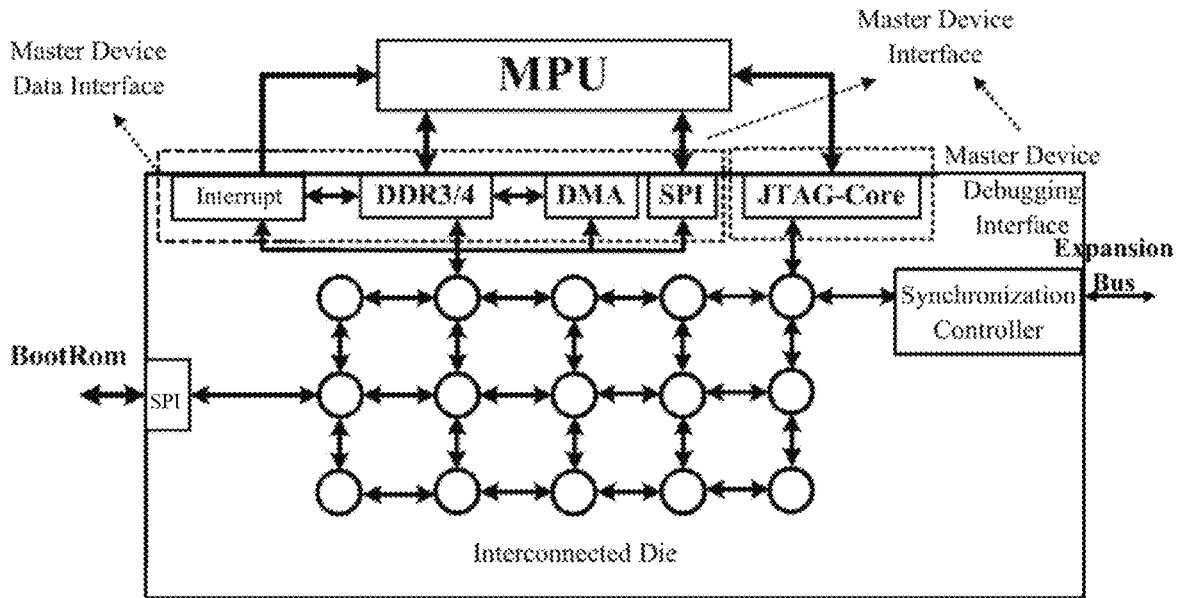 Master Device
Data Interface
MPU
Master Device
Interface
Interrupt
DDR3/4
DMA
SPI
JTAG-Core
Master Device
Debugging
Interface
Expansion
Bus
Synchronization
Controller
BootRom
SPI
Interconnected Die